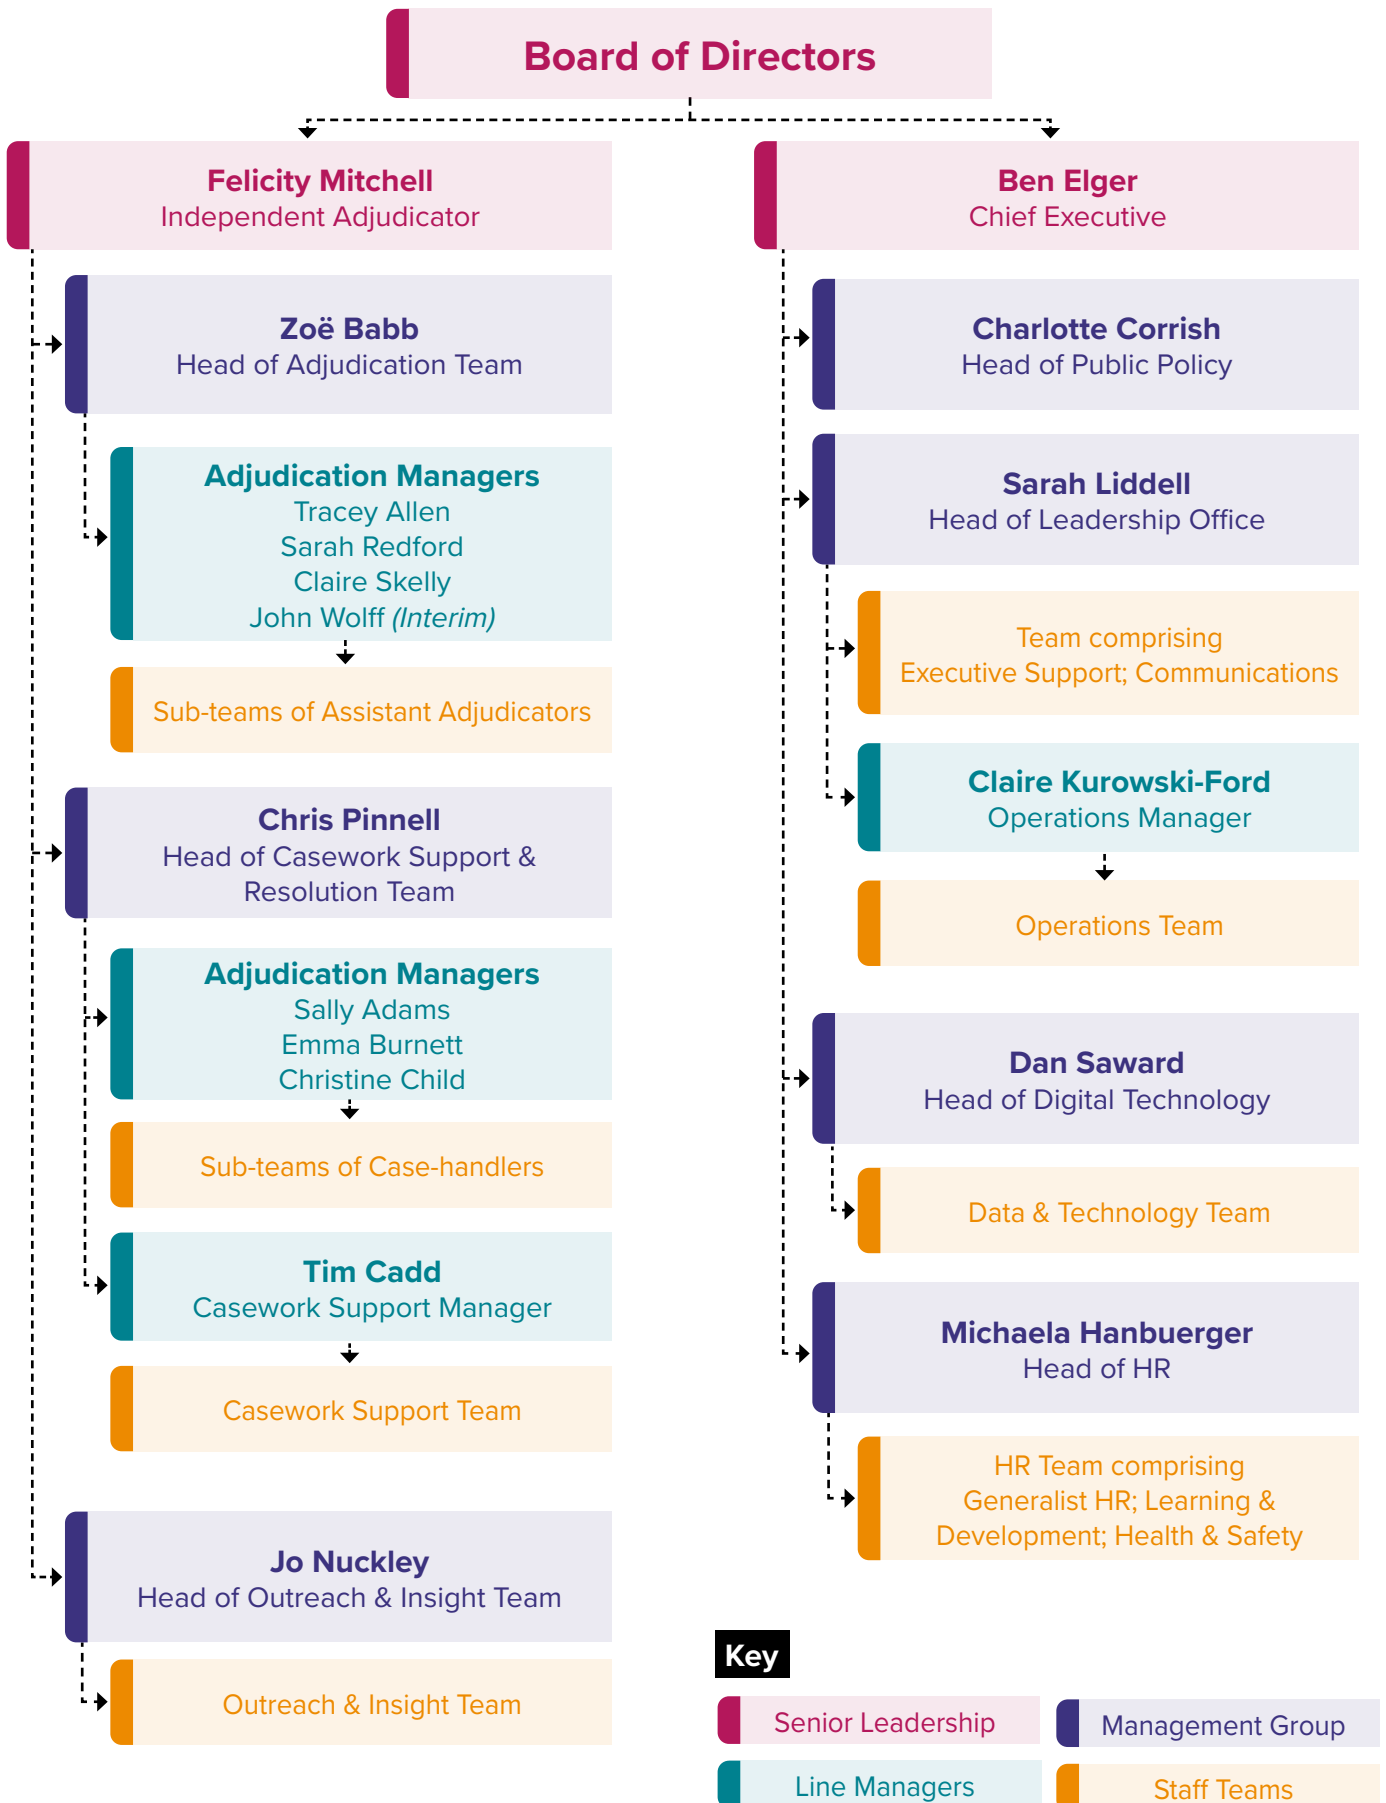 Board of Directors
Felicity Mitchell
Independent Adjudicator
Zoë Babb
Head of Adjudication Team
Adjudication Managers
Tracey Allen
Sarah Redford
Claire Skelly
John Wolff (Interim)
Sub-teams of Assistant Adjudicators
Chris Pinnell
Head of Casework Support &
Resolution Team
Adjudication Managers
Sally Adams
Emma Burnett
Christine Child
Sub-teams of Case-handlers
Tim Cadd
Casework Support Manager
Casework Support Team
Jo Nuckley
Head of Outreach & Insight Team
Outreach & Insight Team
Ben Elger
Chief Executive
Charlotte Corrish
Head of Public Policy
Sarah Liddell
Head of Leadership Office
Team comprising
Executive Support; Communications
Claire Kurowski-Ford
Operations Manager
Operations Team
Dan Saward
Head of Digital Technology
Data & Technology Team
Michaela Hanbuerger
Head of HR
HR Team comprising
Generalist HR; Learning &
Development; Health & Safety
Key
Senior Leadership
Management Group
Line Managers
Staff Teams